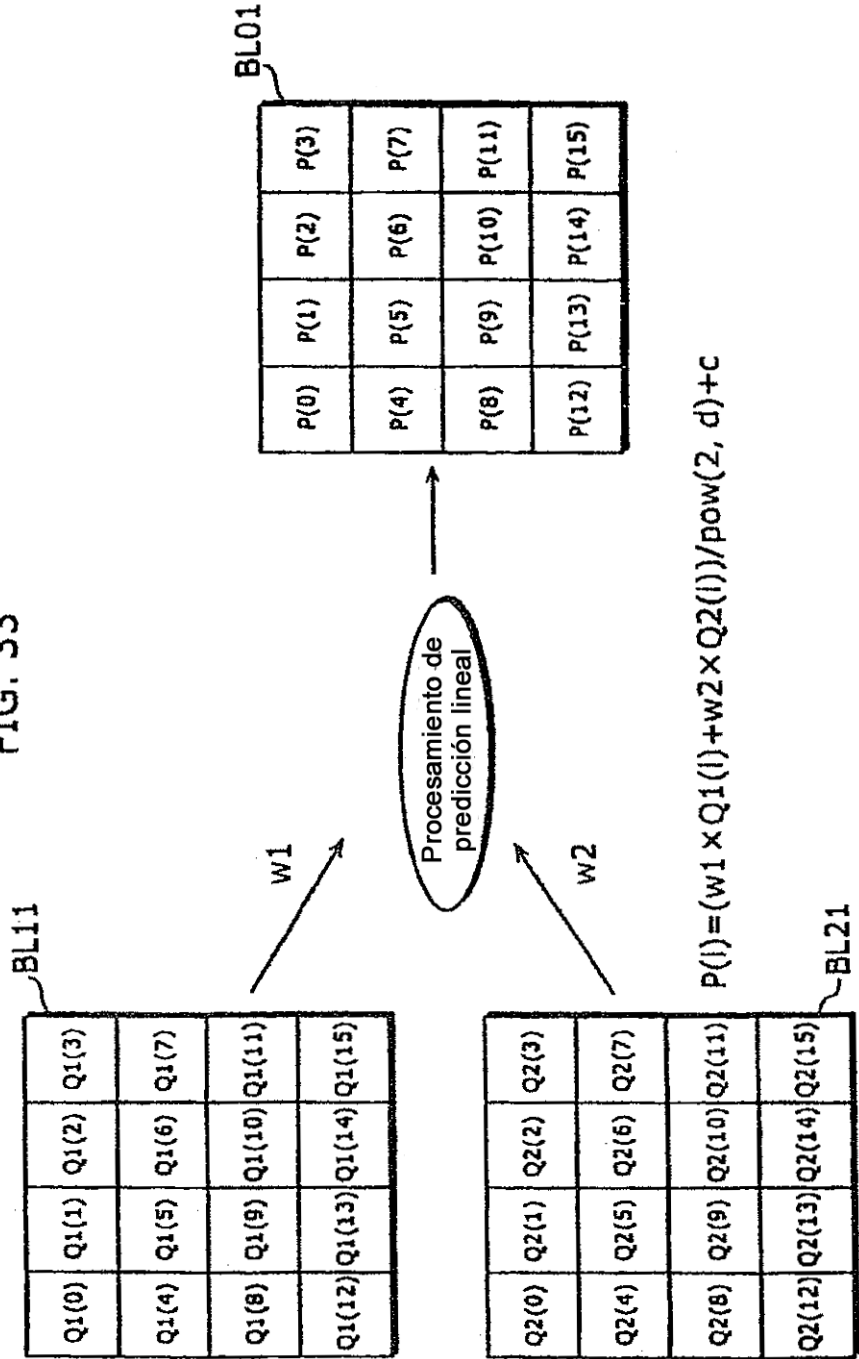 FIG. 33
BL11
Q1(0) Q1(1) Q1(2) Q1(3)
Q1(4) Q1(5) Q1(6) Q1(7)
Q1(8) Q1(9) Q1(10) Q1(11)
Q1(12) Q1(13) Q1(14) Q1(15)
w1
Procesamiento de
predicción lineal
BL01
P(0) P(1) P(2) P(3)
P(4) P(5) P(6) P(7)
P(8) P(9) P(10) P(11)
P(12) P(13) P(14) P(15)
w2
Q2(0) Q2(1) Q2(2) Q2(3)
Q2(4) Q2(5) Q2(6) Q2(7)
Q2(8) Q2(9) Q2(10) Q2(11)
Q2(12) Q2(13) Q2(14) Q2(15)
BL21
P(i)=(w1×Q1(i)+w2×Q2(i))/pow(2, d)+c